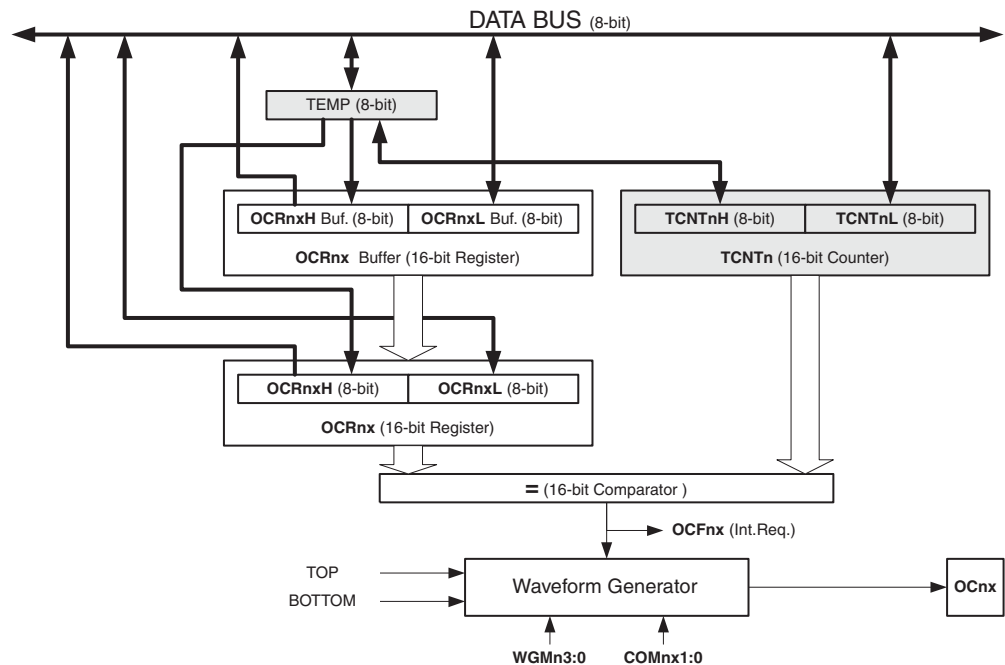 DATA BUS (8-bit)
TEMP (8-bit)
OCRnxH Buf. (8-bit) OCRnxL Buf. (8-bit)
OCRnx Buffer (16-bit Register)
TCNTnH (8-bit) TCNTnL (8-bit)
TCNTn (16-bit Counter)
OCRnxH (8-bit) OCRnxL (8-bit)
OCRnx (16-bit Register)
= (16-bit Comparator )
OCFnx (Int.Req.)
TOP
BOTTOM
Waveform Generator
OCnx
WGMn3:0 COMnx1:0